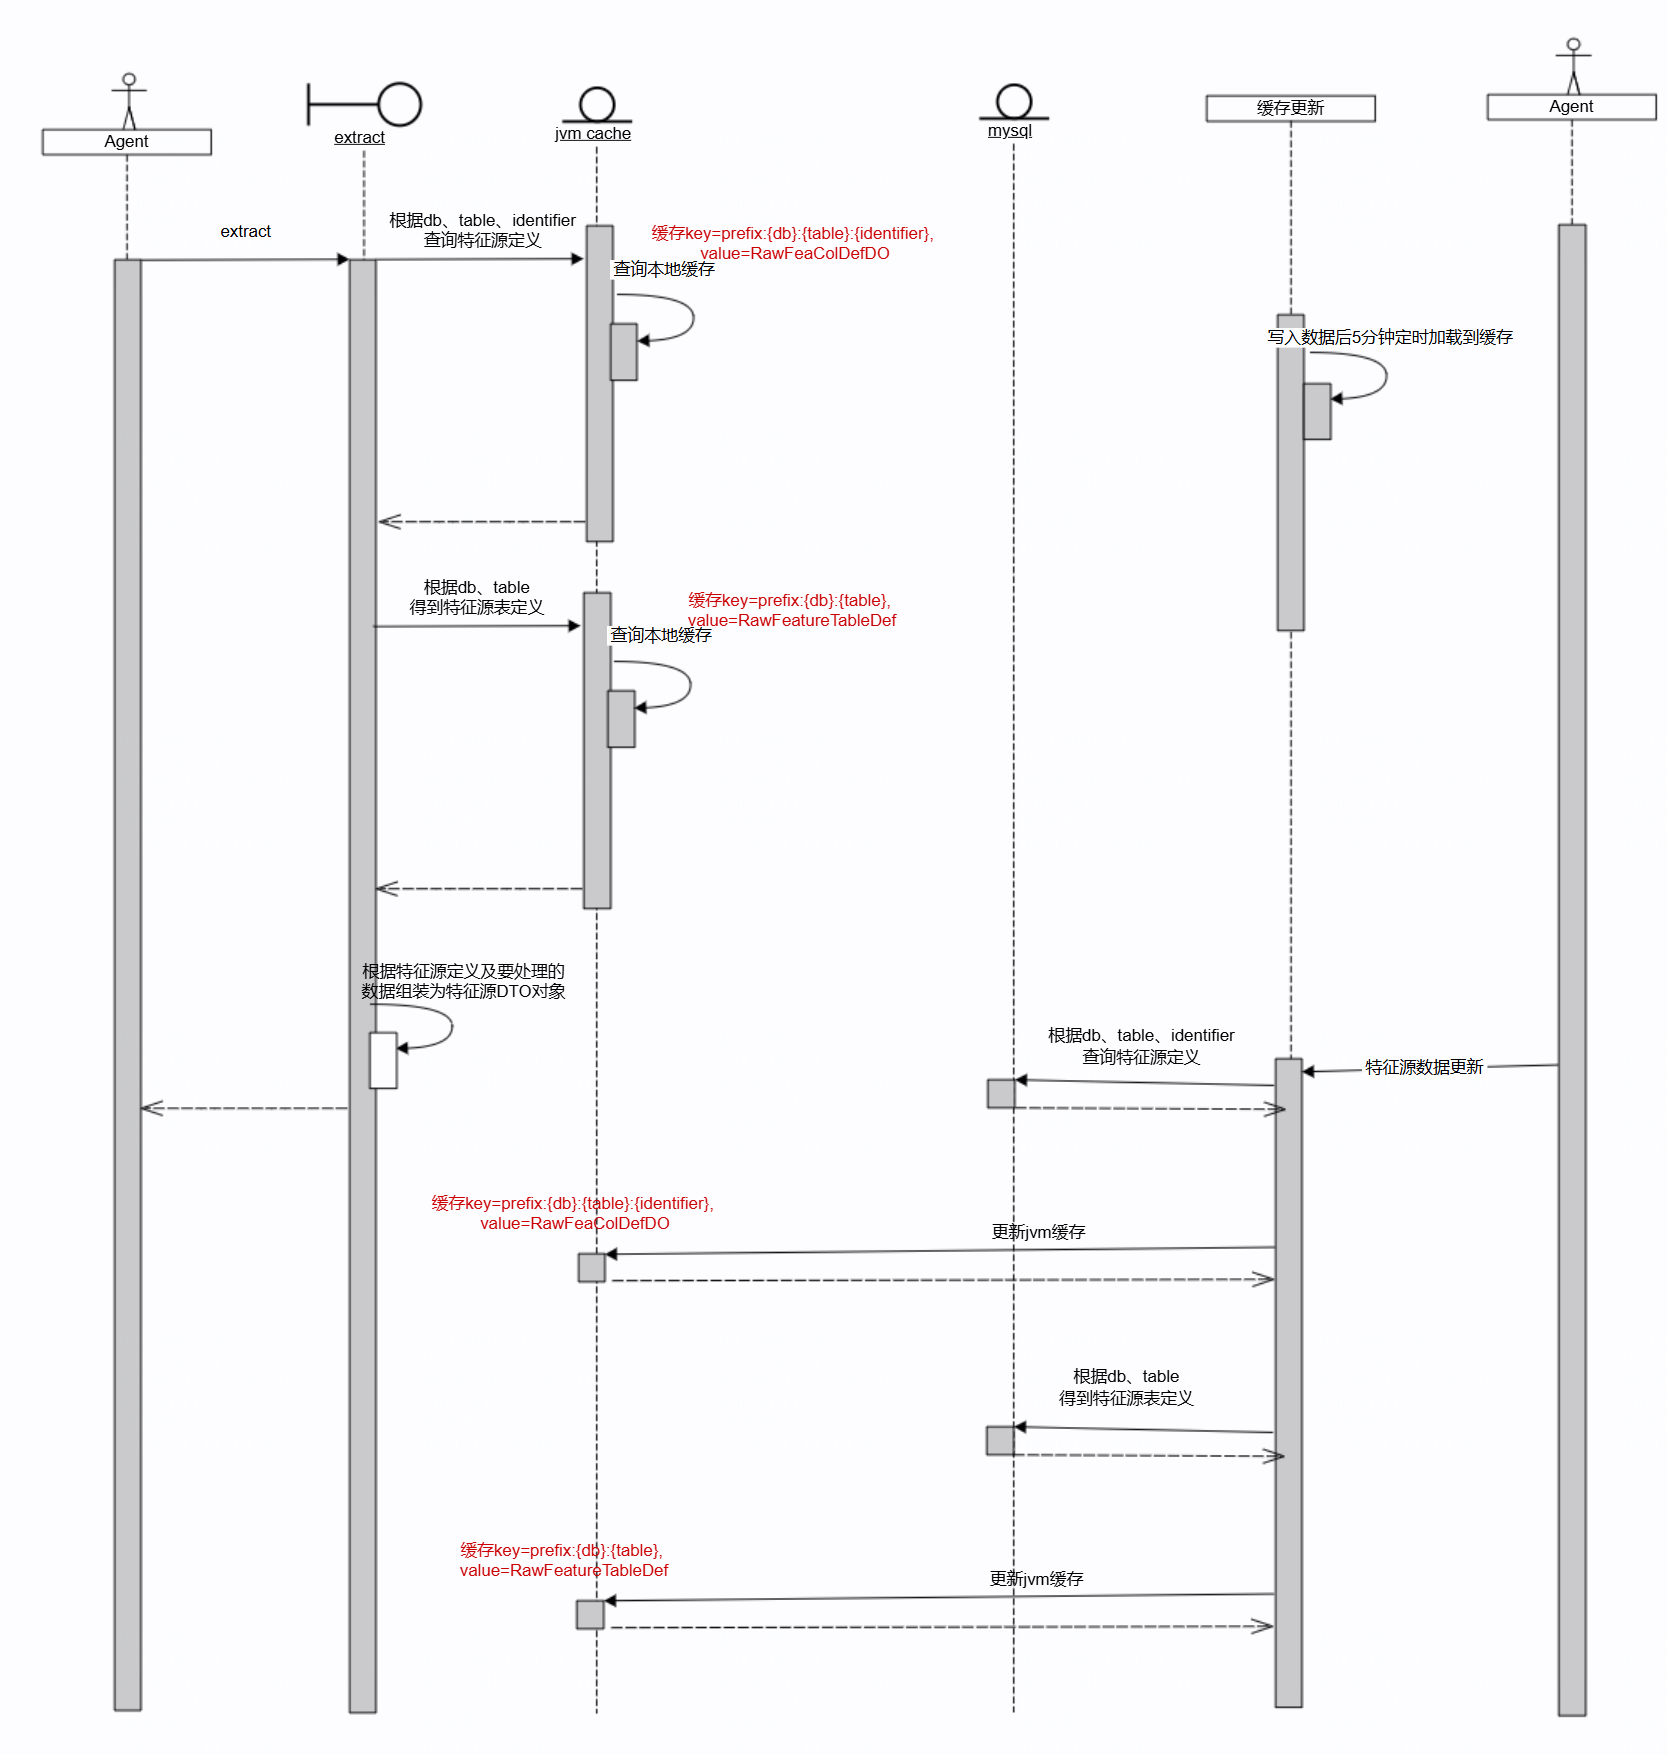 Agent
extract
jvm cache
mysql
缓存更新
Agent
extract
根据db、table、identifier
查询特征源定义
缓存key=prefix:{db}:{table}:{identifier},
value=RawFeaColDefDO
查询本地缓存
写入数据后5分钟定时加载到缓存
根据db、table
得到特征源表定义
缓存key=prefix:{db}:{table},
value=RawFeatureTableDef
查询本地缓存
根据特征源定义及要处理的
数据组装为特征源DTO对象
根据db、table、identifier
查询特征源定义
特征源数据更新
缓存key=prefix:{db}:{table}:{identifier},
value=RawFeaColDefDO
更新jvm缓存
根据db、table
得到特征源表定义
缓存key=prefix:{db}:{table},
value=RawFeatureTableDef
更新jvm缓存